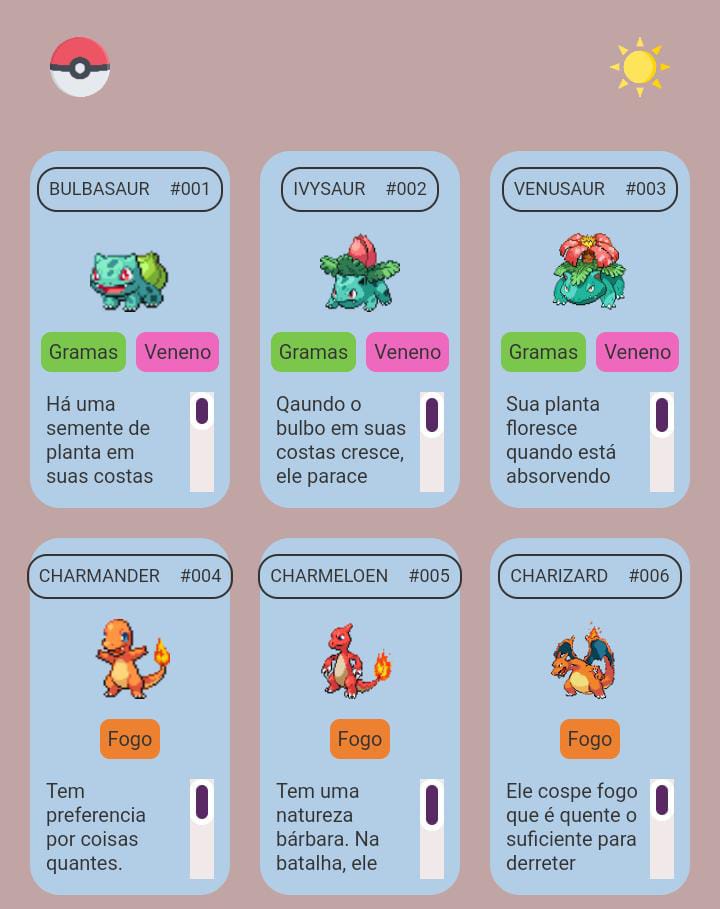 BULBASAUR #001
IVYSAUR #002
VENUSAUR #003
Gramas Veneno
Gramas Veneno
Gramas Veneno
Há uma
semente de
planta em
suas costas
Qaundo o
bulbo em suas
costas cresce,
ele parace
Sua planta
floresce
quando está
absorvendo
CHARMANDER #004
CHARMELOEN #005
CHARIZARD #006
Fogo
Fogo
Fogo
Tem
preferencia
por coisas
quantes.
Tem uma
natureza
bárbara. Na
batalha, ele
Ele cospe fogo
que é quente o
suficiente para
derreter